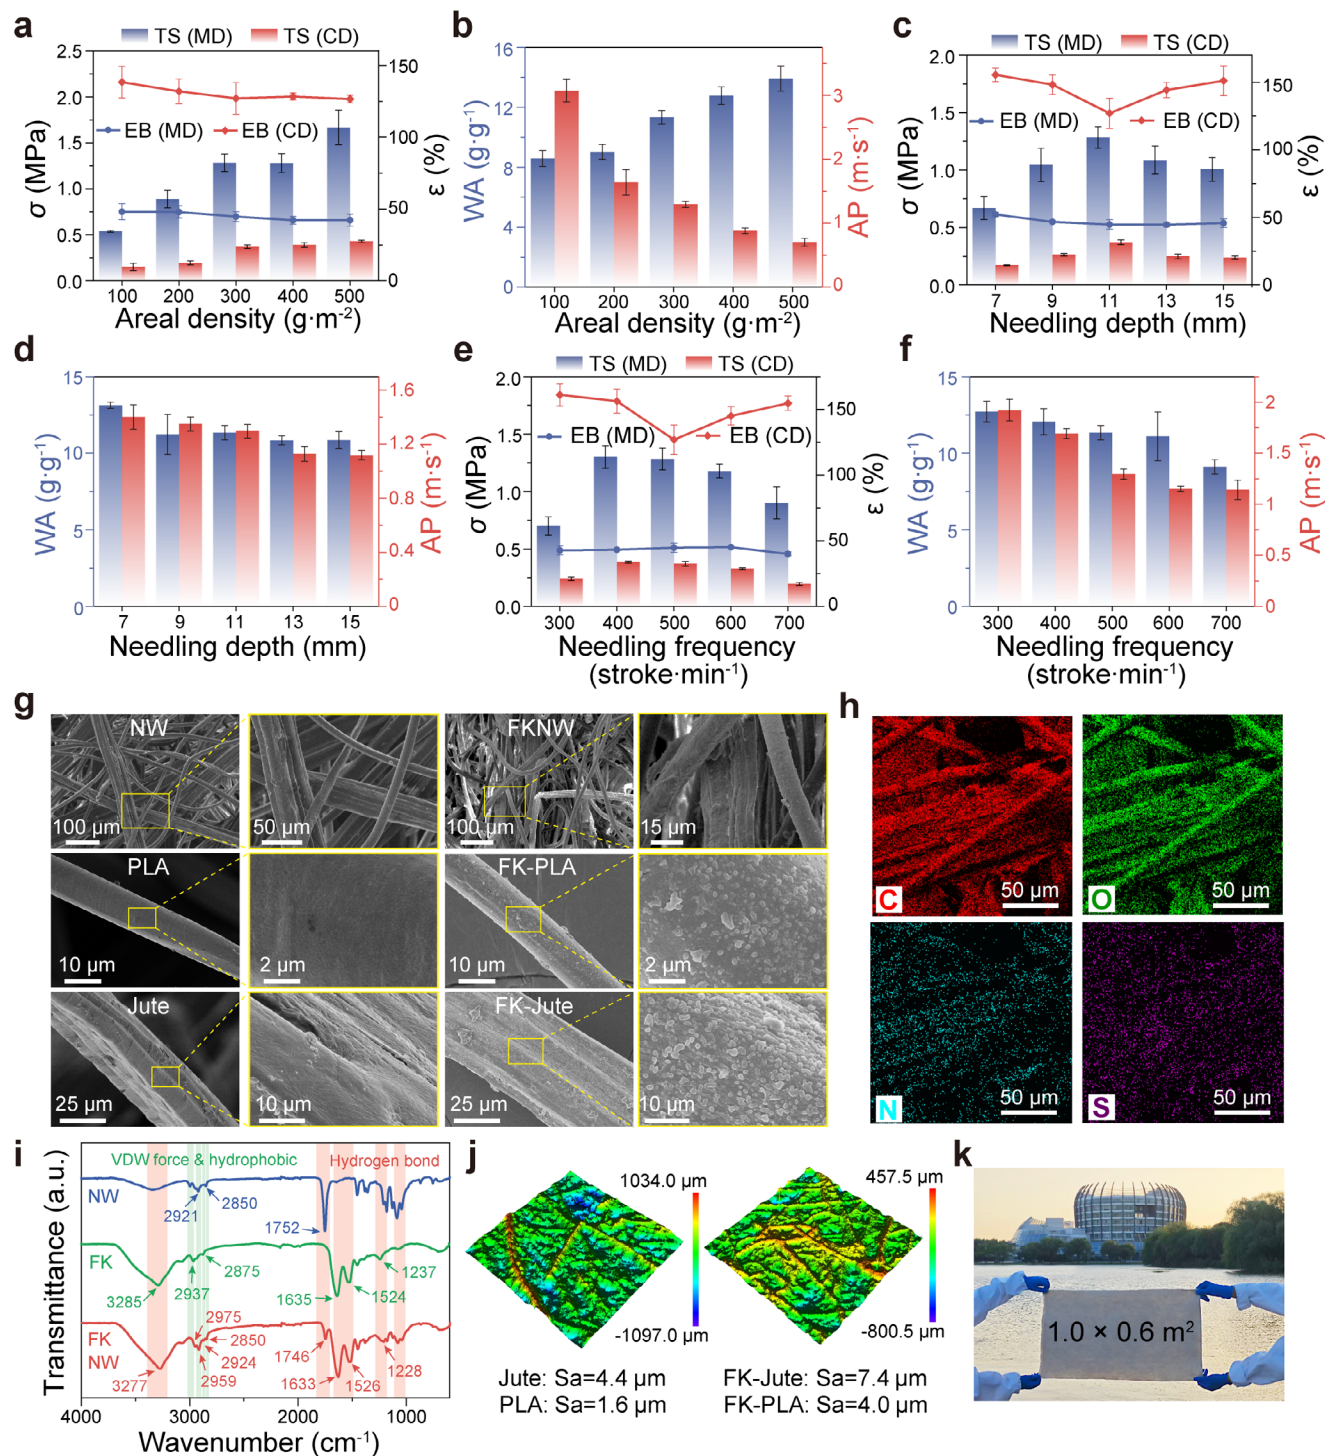 a
TS (MD) TS (CD)
EB (MD) EB (CD)
σ (MPa)
2.5
2.0
1.5
1.0
0.5
0.0
ε (%)
150
100
50
0
100 200 300 400 500
Areal density (g·m-2)
b
WA (g·g-1)
16
12
8
4
0
AP (m·s-1)
3
2
1
0
100 200 300 400 500
Areal density (g·m-2)
c
TS (MD) TS (CD)
EB (MD) EB (CD)
σ (MPa)
2.0
1.5
1.0
0.5
0.0
ε (%)
150
100
50
0
7 9 11 13 15
Needling depth (mm)
d
WA (g·g-1)
15
10
5
0
AP (m·s-1)
1.6
1.2
0.8
0.4
0
7 9 11 13 15
Needling depth (mm)
e
TS (MD) TS (CD)
EB (MD) EB (CD)
σ (MPa)
2.0
1.5
1.0
0.5
0.0
ε (%)
150
100
50
0
300 400 500 600 700
Needling frequency
(stroke·min-1)
f
WA (g·g-1)
15
10
5
0
AP (m·s-1)
2
1.5
1
0.5
0
300 400 500 600 700
Needling frequency
(stroke·min-1)
g
NW FKNW
100 μm 50 μm 100 μm 15 μm
PLA FK-PLA
10 μm 2 μm 10 μm 2 μm
Jute FK-Jute
25 μm 10 μm 25 μm 10 μm
h
C 50 μm O 50 μm
N 50 μm S 50 μm
i
Transmittance (a.u.)
VDW force & hydrophobic Hydrogen bond
NW
2921 2850 1752
FK
3285 2937 2875 1635 1524 1237
FK
NW
3277 2975 2850 2924 2959 1746 1633 1526 1228
4000 3000 2000 1000
Wavenumber (cm-1)
j
1034.0 μm
-1097.0 μm
457.5 μm
-800.5 μm
Jute: Sa=4.4 μm
PLA: Sa=1.6 μm
FK-Jute: Sa=7.4 μm
FK-PLA: Sa=4.0 μm
k
1.0 × 0.6 m2